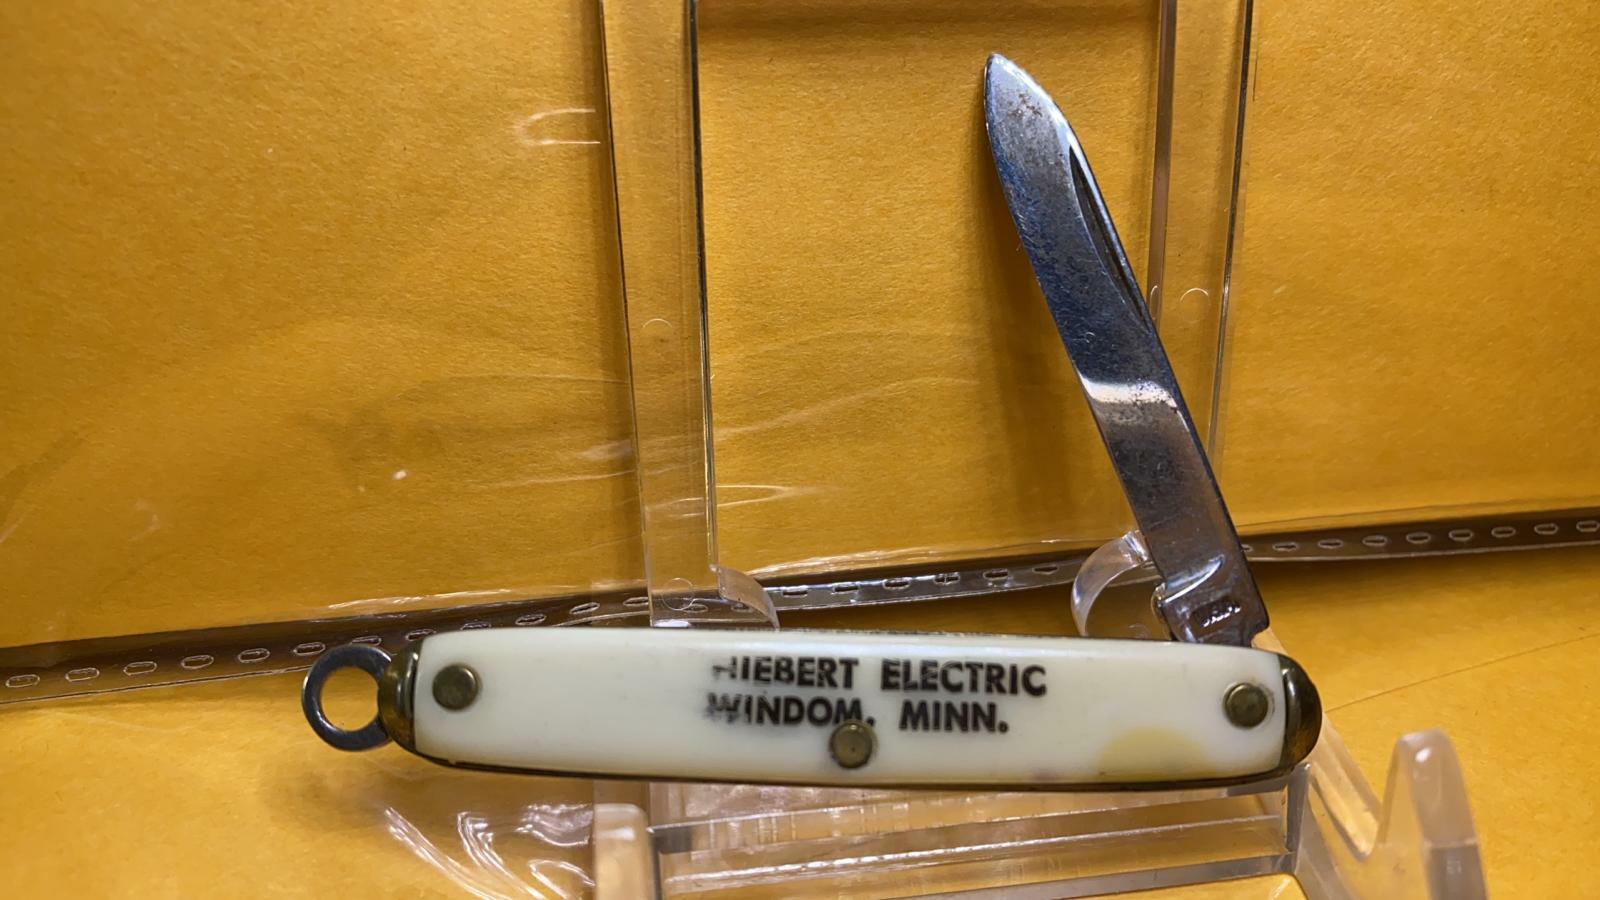 HIEBERT ELECTRIC
WINDOM, MINN.